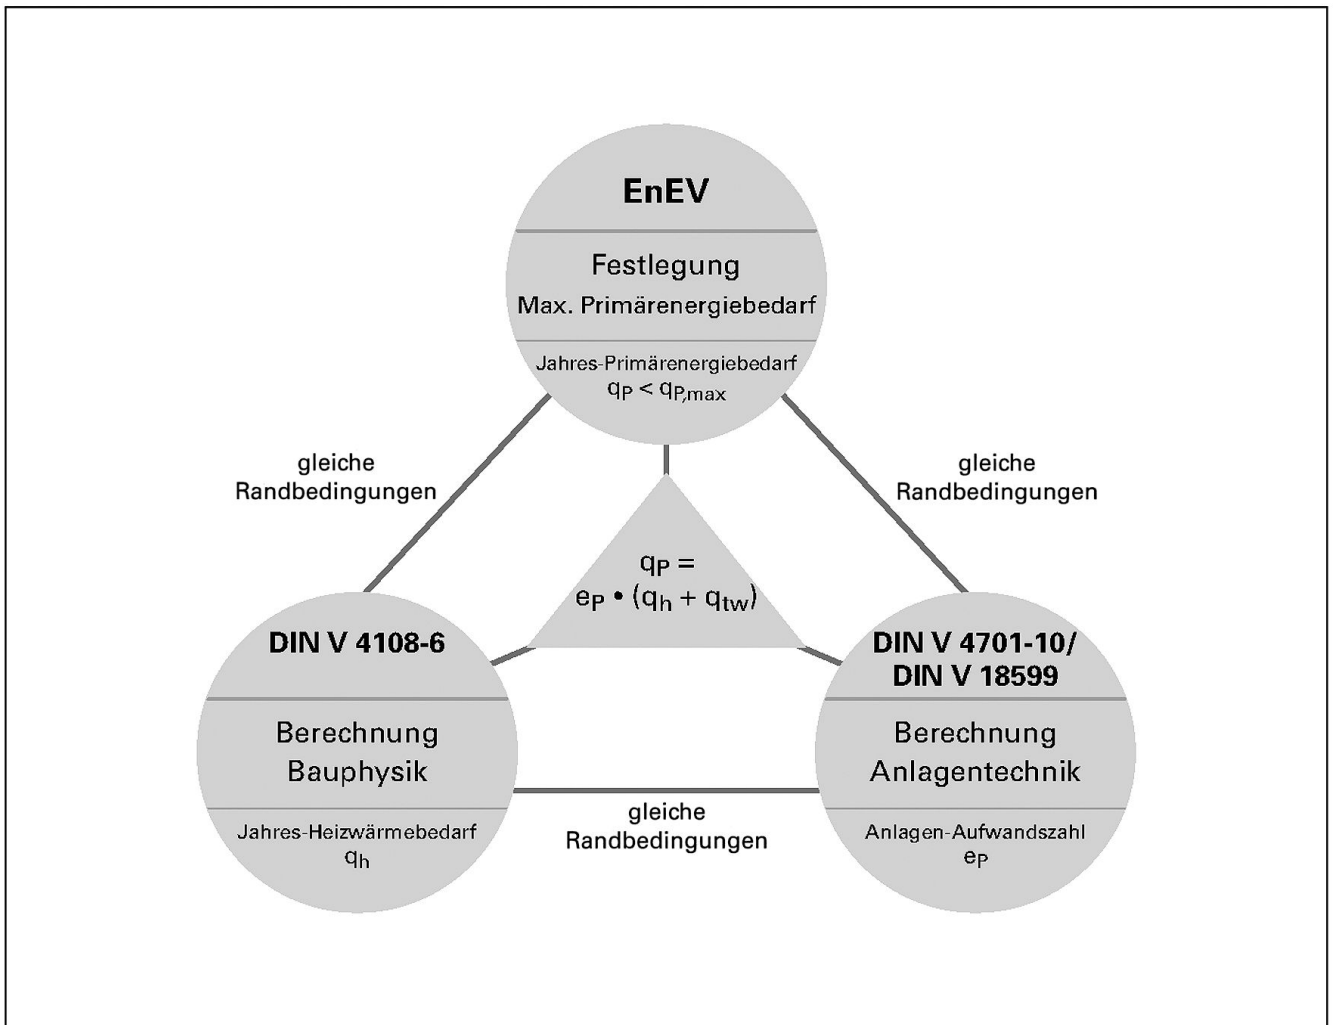 EnEV
Festlegung
Max. Primärenergiebedarf
Jahres-Primärenergiebedarf
qP < qP,max
gleiche
Randbedingungen
gleiche
Randbedingungen
qP =
eP • (qh + qtw)
DIN V 4108-6
Berechnung
Bauphysik
Jahres-Heizwärmebedarf
qh
DIN V 4701-10/
DIN V 18599
Berechnung
Anlagentechnik
Anlagen-Aufwandszahl
eP
gleiche
Randbedingungen